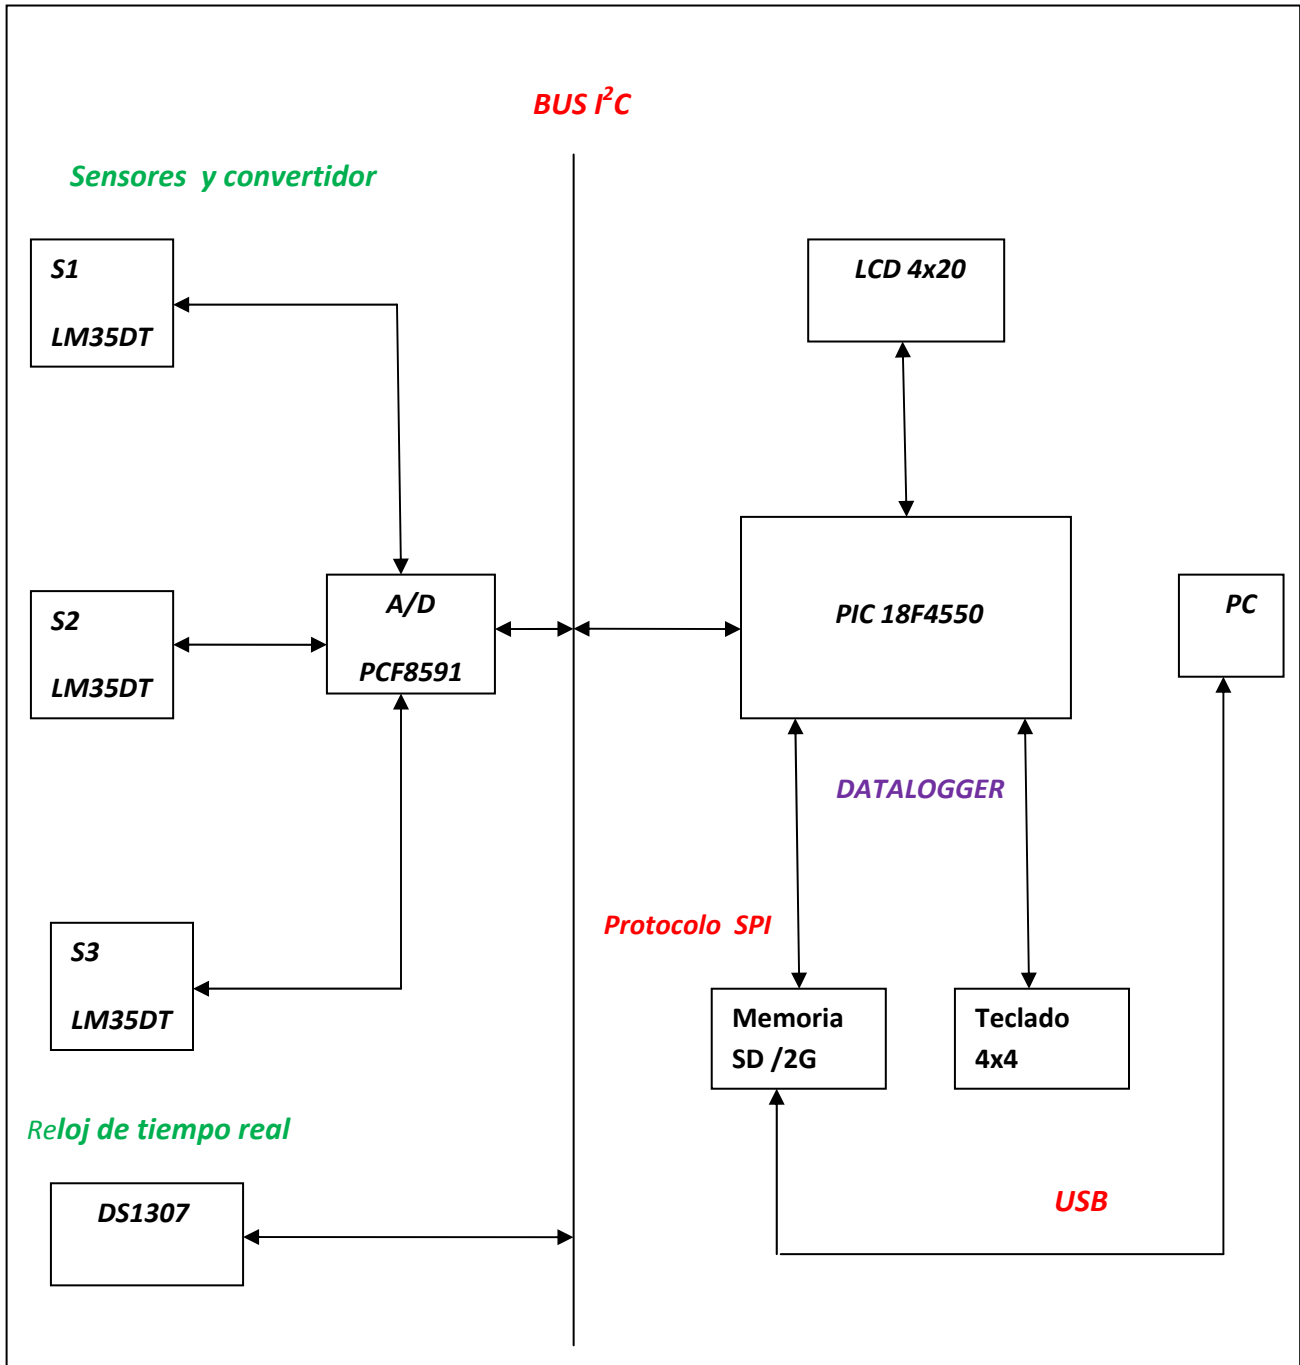 BUS I²C
Sensores y convertidor
S1
LM35DT
LCD 4x20
S2
LM35DT
A/D
PCF8591
PIC 18F4550
PC
DATALOGGER
S3
LM35DT
Protocolo SPI
Memoria
SD /2G
Teclado
4x4
Reloj de tiempo real
DS1307
USB